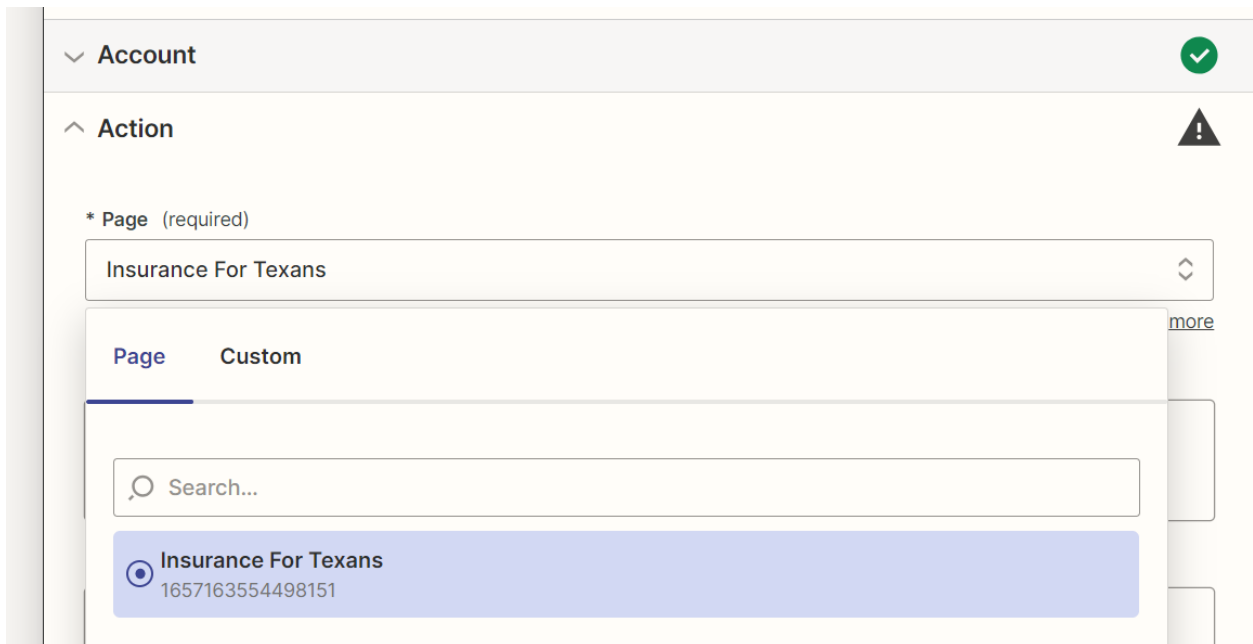 Account
Action
* Page (required)
Insurance For Texans
more
Page
Custom
Search...
Insurance For Texans
1657163554498151